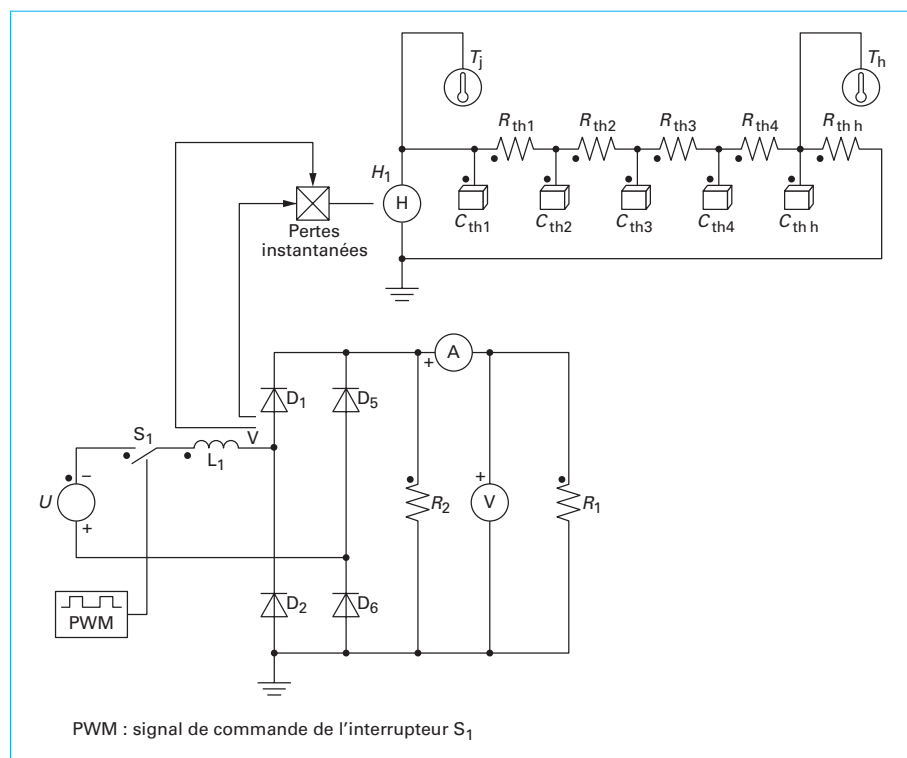 Tj
Th
Rth1
Rth2
Rth3
Rth4
Rth h
H1
H
Cth1
Cth2
Cth3
Cth4
Cth h
Pertes
instantanées
A
+
D1
D5
S1
V
L1
−
U
+
+
V
R2
R1
PWM
D2
D6
PWM : signal de commande de l'interrupteur S1